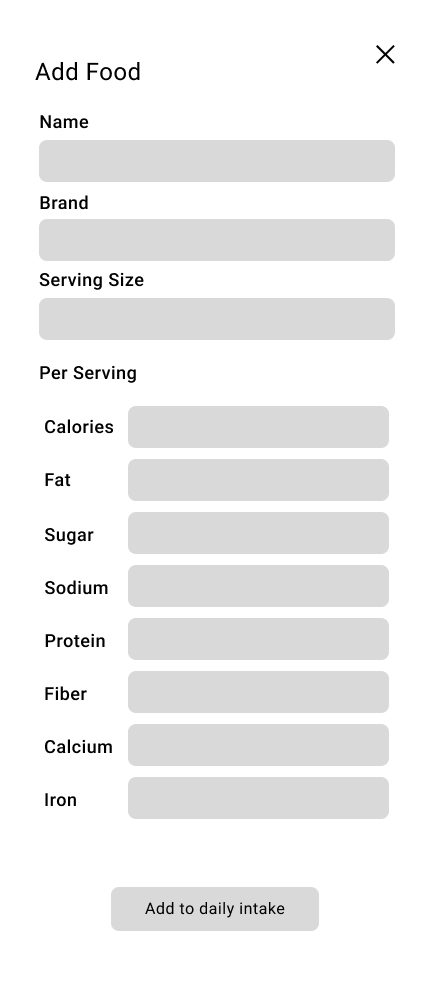 Add Food
Name
Brand
Serving Size
Per Serving
Calories
Fat
Sugar
Sodium
Protein
Fiber
Calcium
Iron
Add to daily intake